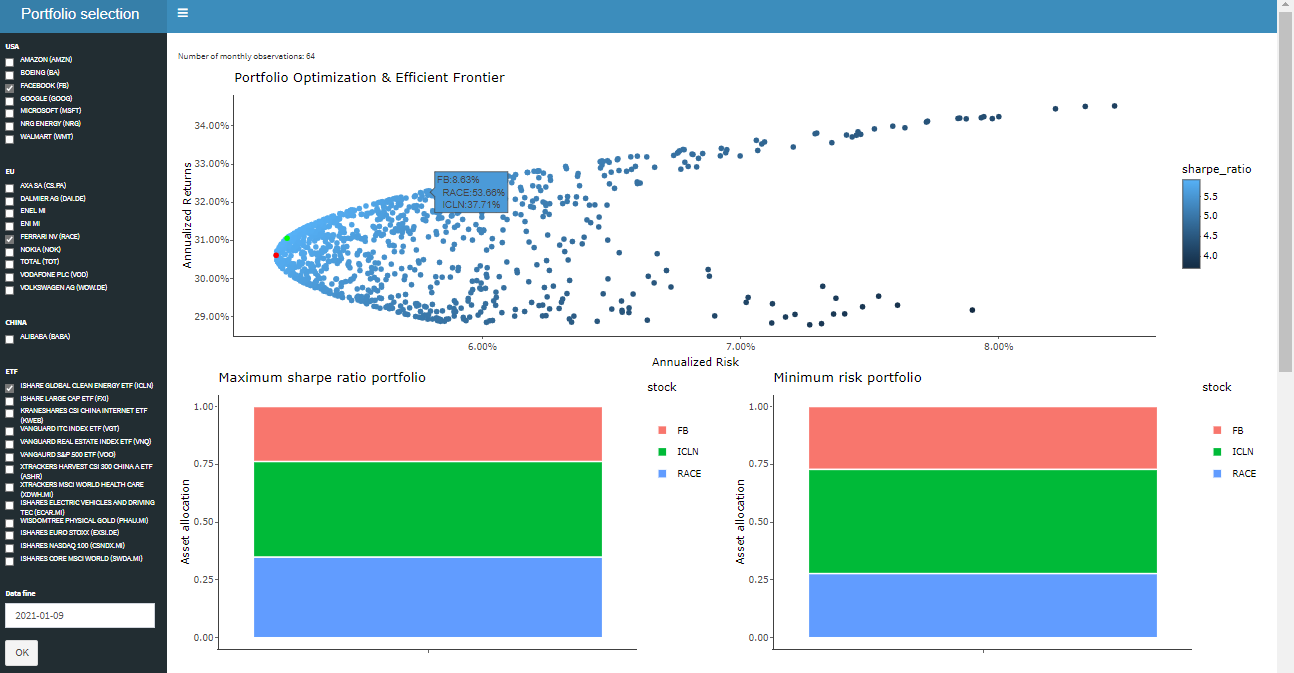 Portfolio selection
USA
AMAZON (AMZN)
BOEING (BA)
FACEBOOK (FB)
GOOGLE (GOOG)
MICROSOFT (MSFT)
NRG ENERGY (NRG)
WALMART (WMT)
EU
AXA SA (CS.PA)
DALMIER AG (DAI.DE)
ENEL MI
ENI MI
FERRARI NV (RACE)
NOKIA (NOK)
TOTAL (TOT)
VODAFONE PLC (VOD)
VOLKSWAGEN AG (WOW.DE)
CHINA
ALIBABA (BABA)
ETF
ISHARE GLOBAL CLEAN ENERGY ETF (ICLN)
ISHARE LARGE CAP ETF (FXI)
KRANESHARES CSI CHINA INTERNET ETF
(KWEB)
VANGUARD ITC INDEX ETF (VGT)
VANGUARD REAL ESTATE INDEX ETF (VNQ)
VANGAURD S&P 500 ETF (VOO)
XTRACKERS HARVEST CSI 300 CHINA A ETF
(ASHR)
XTRACKERS MSCI WORLD HEALTH CARE
(XDWH.MI)
ISHARES ELECTRIC VEHICLES AND DRIVING
TEC (ECAR.MI)
WISDOMTREE PHYSICAL GOLD (PHAU.MI)
ISHARES EURO STOXX (EXSI.DE)
ISHARES NASDAQ 100 (CSNDX.MI)
ISHARES CORE MSCI WORLD (SWDA.MI)
Data fine
2021-01-09
OK
Number of monthly observations: 64
Portfolio Optimization & Efficient Frontier
Annualized Returns
34.00%
33.00%
32.00%
31.00%
30.00%
29.00%
FB:8.63%
RACE:53.66%
ICLN:37.71%
6.00%
7.00%
8.00%
Annualized Risk
sharpe_ratio
5.5
5.0
4.5
4.0
Maximum sharpe ratio portfolio
Asset allocation
1.00
0.75
0.50
0.25
0.00
stock
FB
ICLN
RACE
Minimum risk portfolio
Asset allocation
1.00
0.75
0.50
0.25
0.00
stock
FB
ICLN
RACE